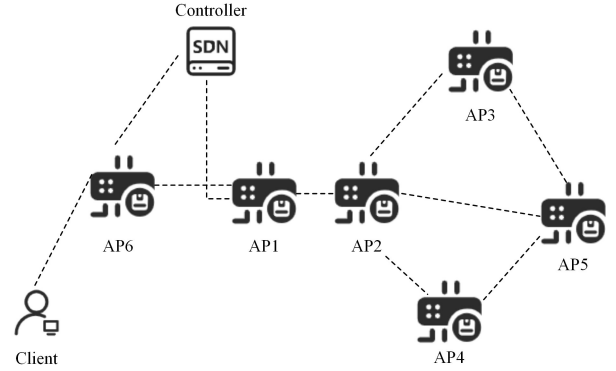 Controller
SDN
AP3
AP6
AP1
AP2
AP5
AP4
Client